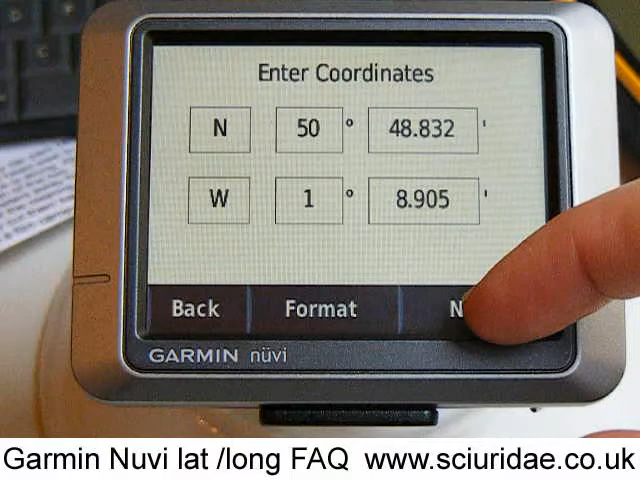 Enter Coordinates
N 50 ° 48.832 '
W 1 ° 8.905 '
Back Format N
GARMIN nüvi
Garmin Nuvi lat /long FAQ www.sciuridae.co.uk